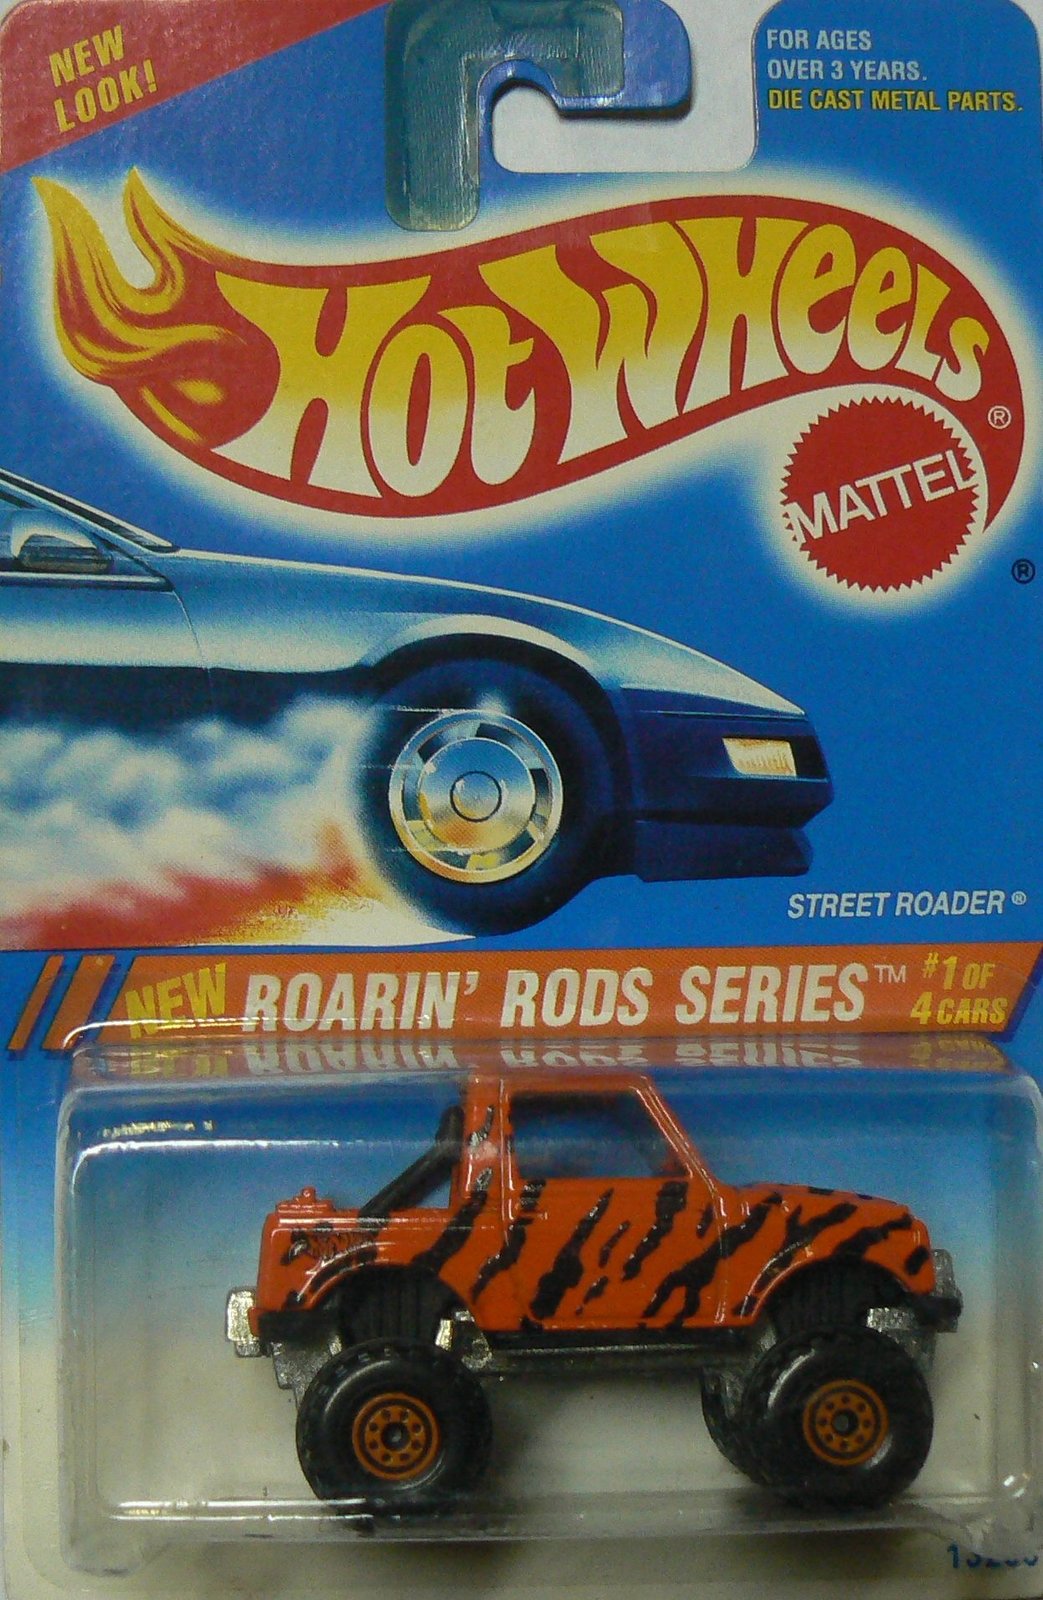 NEW
LOOK!
FOR AGES
OVER 3 YEARS.
DIE CAST METAL PARTS.
HOT WHEELS®
MATTEL
®
STREET ROADER®
NEW ROARIN' RODS SERIES™ #1 OF
4 CARS